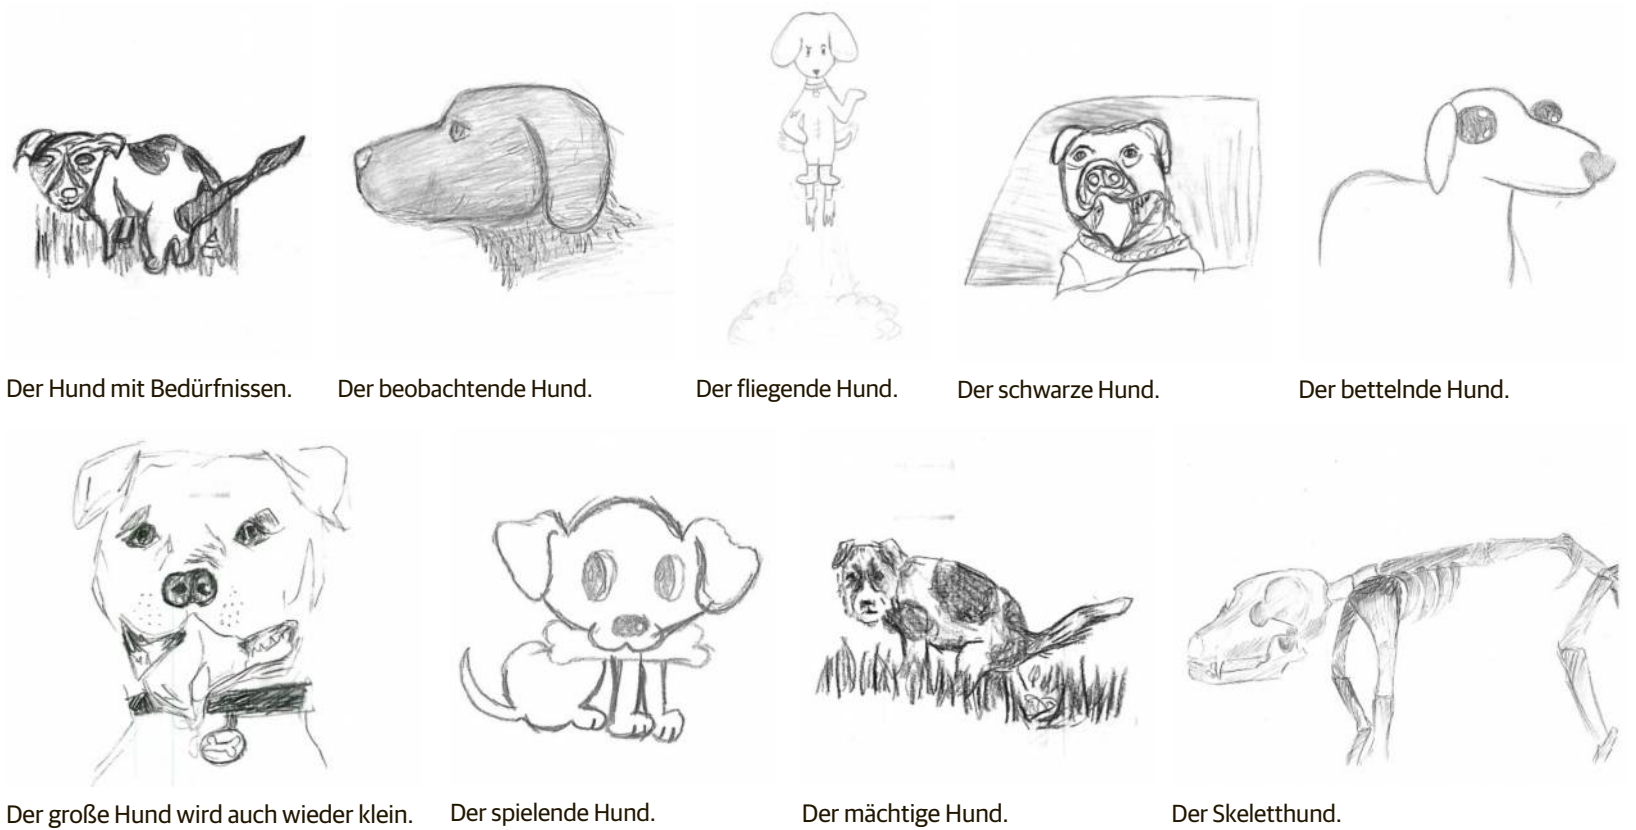 Der Hund mit Bedürfnissen.
Der beobachtende Hund.
Der fliegende Hund.
Der schwarze Hund.
Der bettelnde Hund.
Der große Hund wird auch wieder klein.
Der spielende Hund.
Der mächtige Hund.
Der Skeletthund.